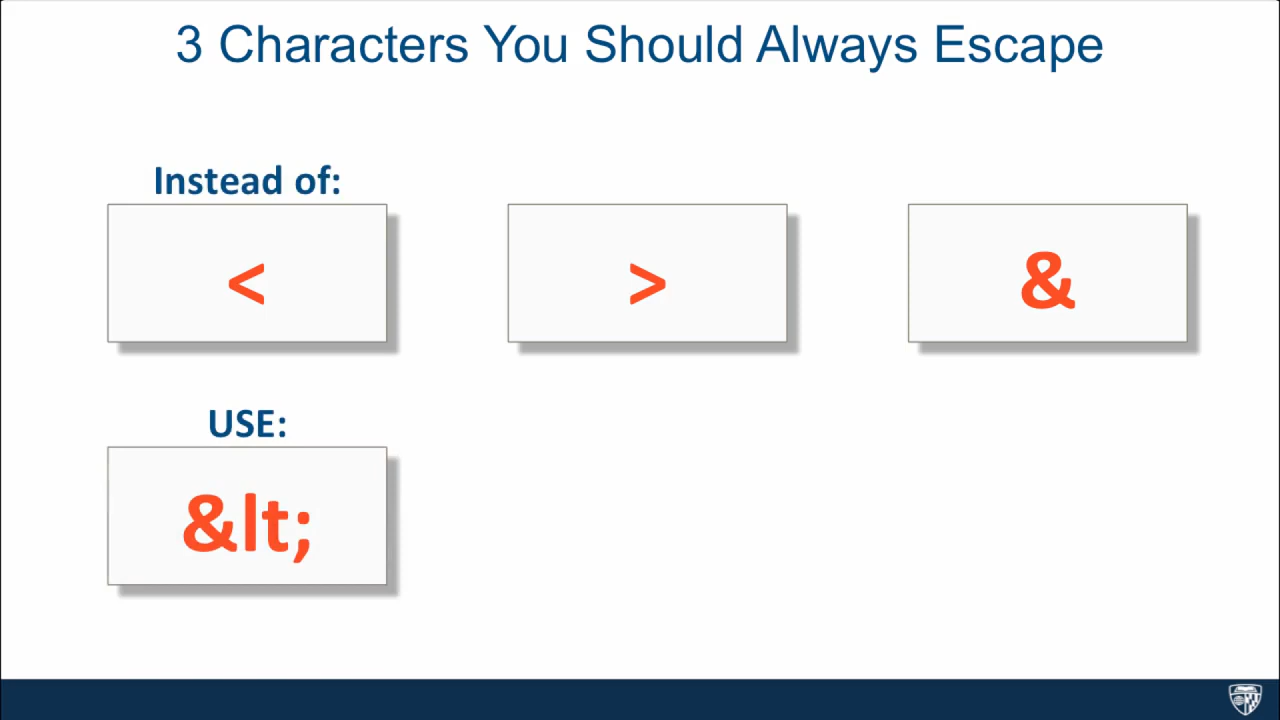 3 Characters You Should Always Escape
Instead of:
< > &
USE:
&lt;